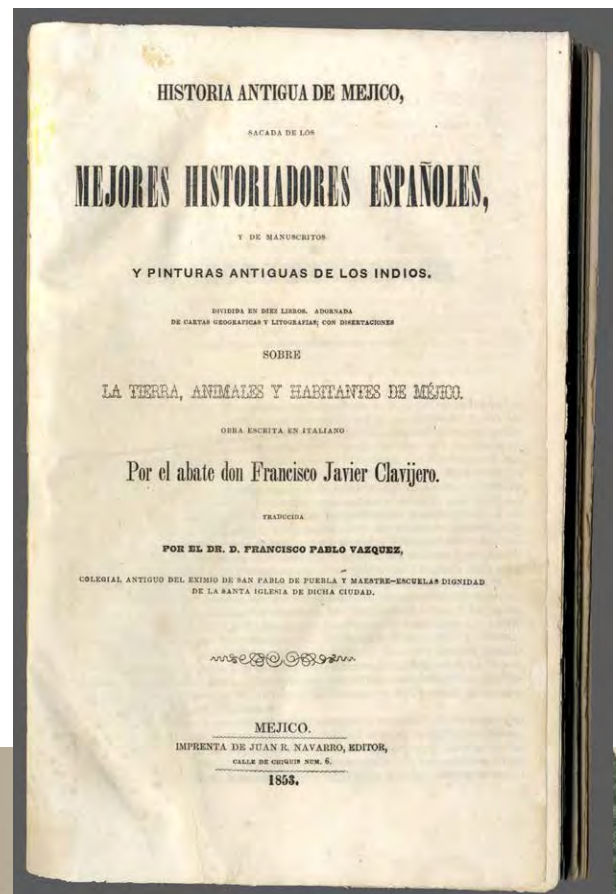 HISTORIA ANTIGUA DE MEJICO,
SACADA DE LOS
MEJORES HISTORIADORES ESPAÑOLES,
Y DE MANUSCRITOS
Y PINTURAS ANTIGUAS DE LOS INDIOS.
DIVIDIDA EN DIEZ LIBROS. ADORNADA
DE CARTAS GEOGRAFICAS Y LITOGRAFIAS; CON DISERTACIONES
SOBRE
LA TIERRA, ANIMALES Y HABITANTES DE MÉJICO.
OBRA ESCRITA EN ITALIANO
Por el abate don Francisco Javier Clavijero.
TRADUCIDA
POR EL DR. D. FRANCISCO PABLO VAZQUEZ,
COLEGIAL ANTIGUO DEL EXIMIO DE SAN PABLO DE PUEBLA Y MAESTRE-ESCUELAS DIGNIDAD
DE LA SANTA IGLESIA DE DICHA CIUDAD.
MEJICO.
IMPRENTA DE JUAN R. NAVARRO, EDITOR,
CALLE DE CHIQUIS NUM. 6.
1853.